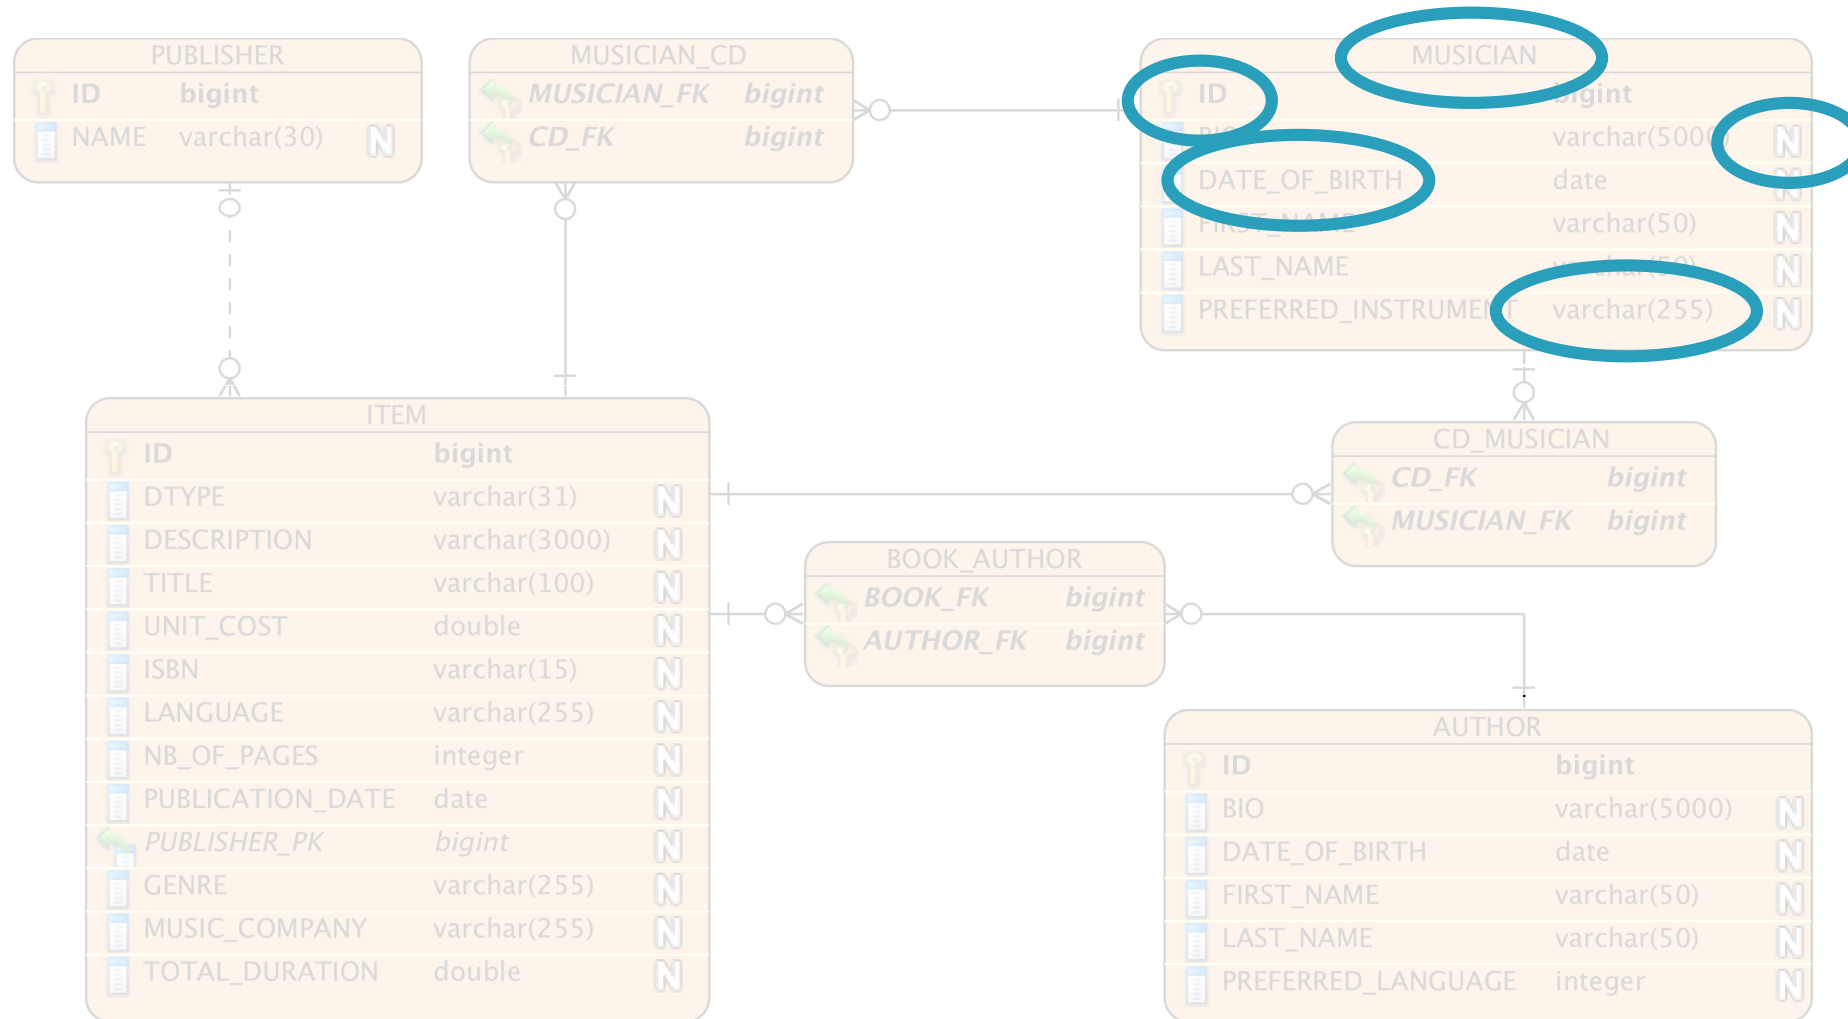 PUBLISHER
ID bigint
NAME varchar(30) N
MUSICIAN_CD
MUSICIAN_FK bigint
CD_FK bigint
MUSICIAN
ID bigint
BIO varchar(5000) N
DATE_OF_BIRTH date N
FIRST_NAME varchar(50) N
LAST_NAME varchar(50) N
PREFERRED_INSTRUMENT varchar(255) N
ITEM
ID bigint
DTYPE varchar(31) N
DESCRIPTION varchar(3000) N
TITLE varchar(100) N
UNIT_COST double N
ISBN varchar(15) N
LANGUAGE varchar(255) N
NB_OF_PAGES integer N
PUBLICATION_DATE date N
PUBLISHER_PK bigint N
GENRE varchar(255) N
MUSIC_COMPANY varchar(255) N
TOTAL_DURATION double N
CD_MUSICIAN
CD_FK bigint
MUSICIAN_FK bigint
BOOK_AUTHOR
BOOK_FK bigint
AUTHOR_FK bigint
AUTHOR
ID bigint
BIO varchar(5000) N
DATE_OF_BIRTH date N
FIRST_NAME varchar(50) N
LAST_NAME varchar(50) N
PREFERRED_LANGUAGE integer N